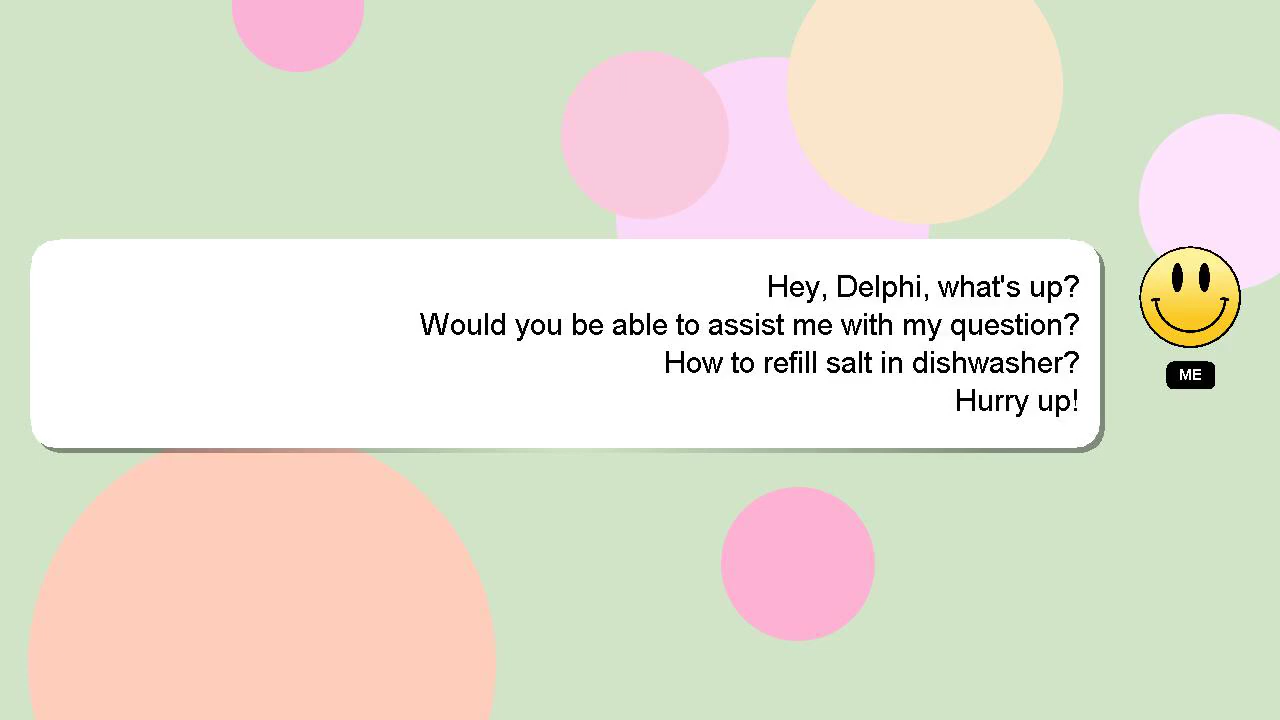 Hey, Delphi, what's up?
Would you be able to assist me with my question?
How to refill salt in dishwasher?
Hurry up!
ME